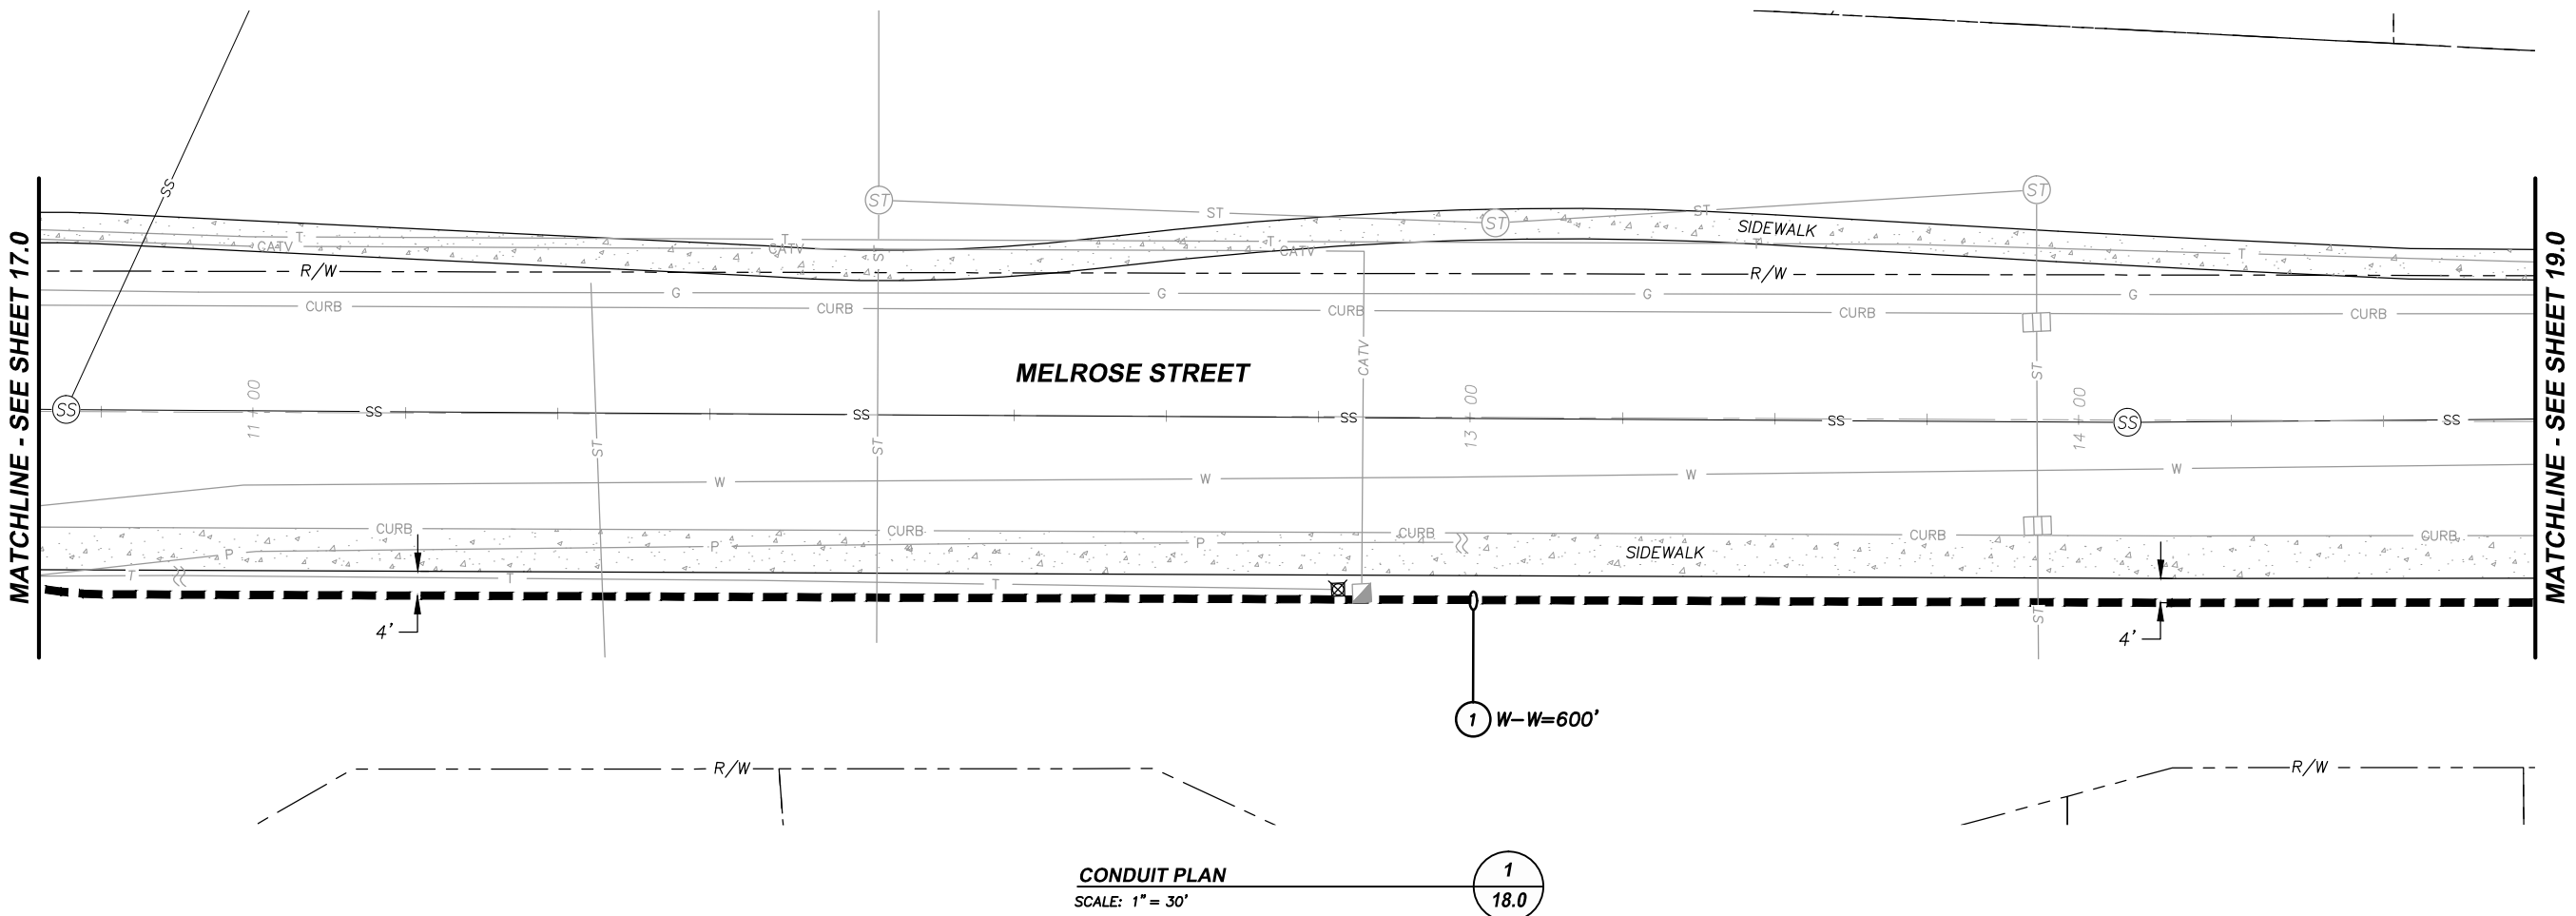 SS
ST
ST
ST
ST
ST
SIDEWALK
T
T
T
T
T
CATV
CATV
CATV
ST
R/W
R/W
G
G
G
G
CURB
CURB
CURB
CURB
CURB
MATCHLINE - SEE SHEET 17.0
MATCHLINE - SEE SHEET 19.0
MELROSE STREET
CATV
ST
11+00
13+00
14+00
SS
SS
SS
SS
SS
SS
SS
ST
ST
W
W
W
W
CURB
CURB
CURB
CURB
CURB
P
P
P
SIDEWALK
T
T
T
ST
4'
4'
1 W-W=600'
R/W
R/W
CONDUIT PLAN
SCALE: 1" = 30'
1
18.0